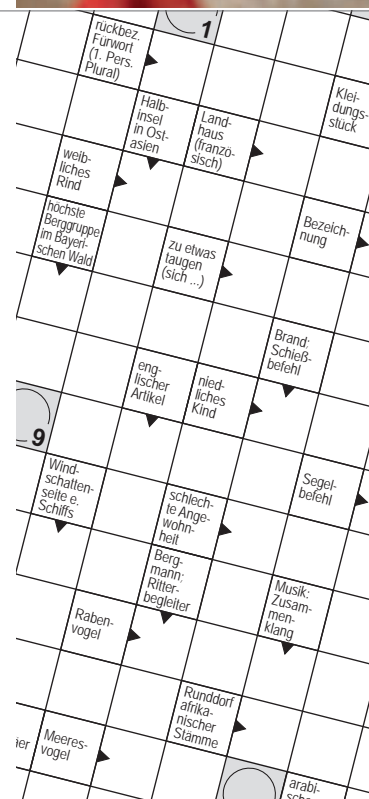 rückbez.
Fürwort
(1. Pers.
Plural)
1
Klei-
dungs-
stück
Halb-
insel
in Ost-
asien
Land-
haus
(franzö-
sisch)
weib-
liches
Rind
höchste
Berggruppe
im Bayeri-
schen Wald
zu etwas
taugen
(sich ...)
Bezeich-
nung
Brand;
Schieß-
befehl
eng-
lischer
Artikel
nied-
liches
Kind
9
Wind-
schatten-
seite e.
Schiffs
schlech-
te Ange-
wohn-
heit
Segel-
befehl
Berg-
mann;
Ritter-
begleiter
Musik:
Zusam-
men-
klang
Raben-
vogel
Runddorf
afrika-
nischer
Stämme
Meeres-
vogel
arabi-